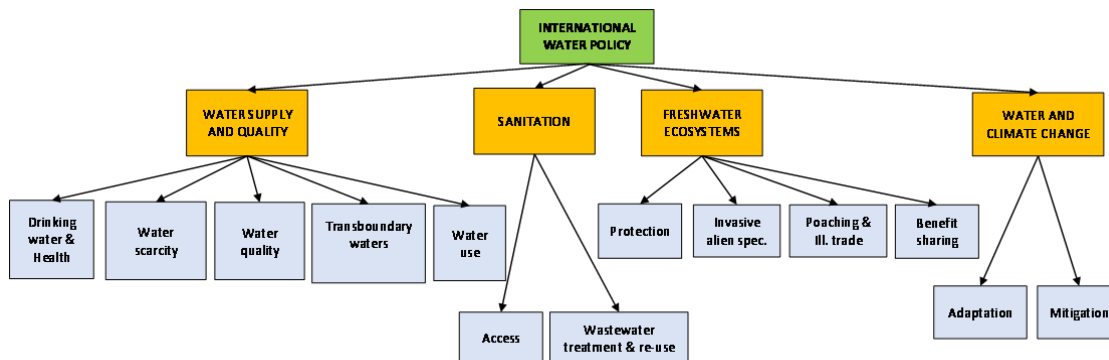 INTERNATIONAL
WATER POLICY
WATER SUPPLY
AND QUALITY
SANITATION
FRESHWATER
ECOSYSTEMS
WATER AND
CLIMATE CHANGE
Drinking
water &
Health
Water
scarcity
Water
quality
Transboundary
waters
Water
use
Protection
Invasive
alien spec.
Poaching &
Ill. trade
Benefit
sharing
Access
Wastewater
treatment & re-use
Adaptation
Mitigation